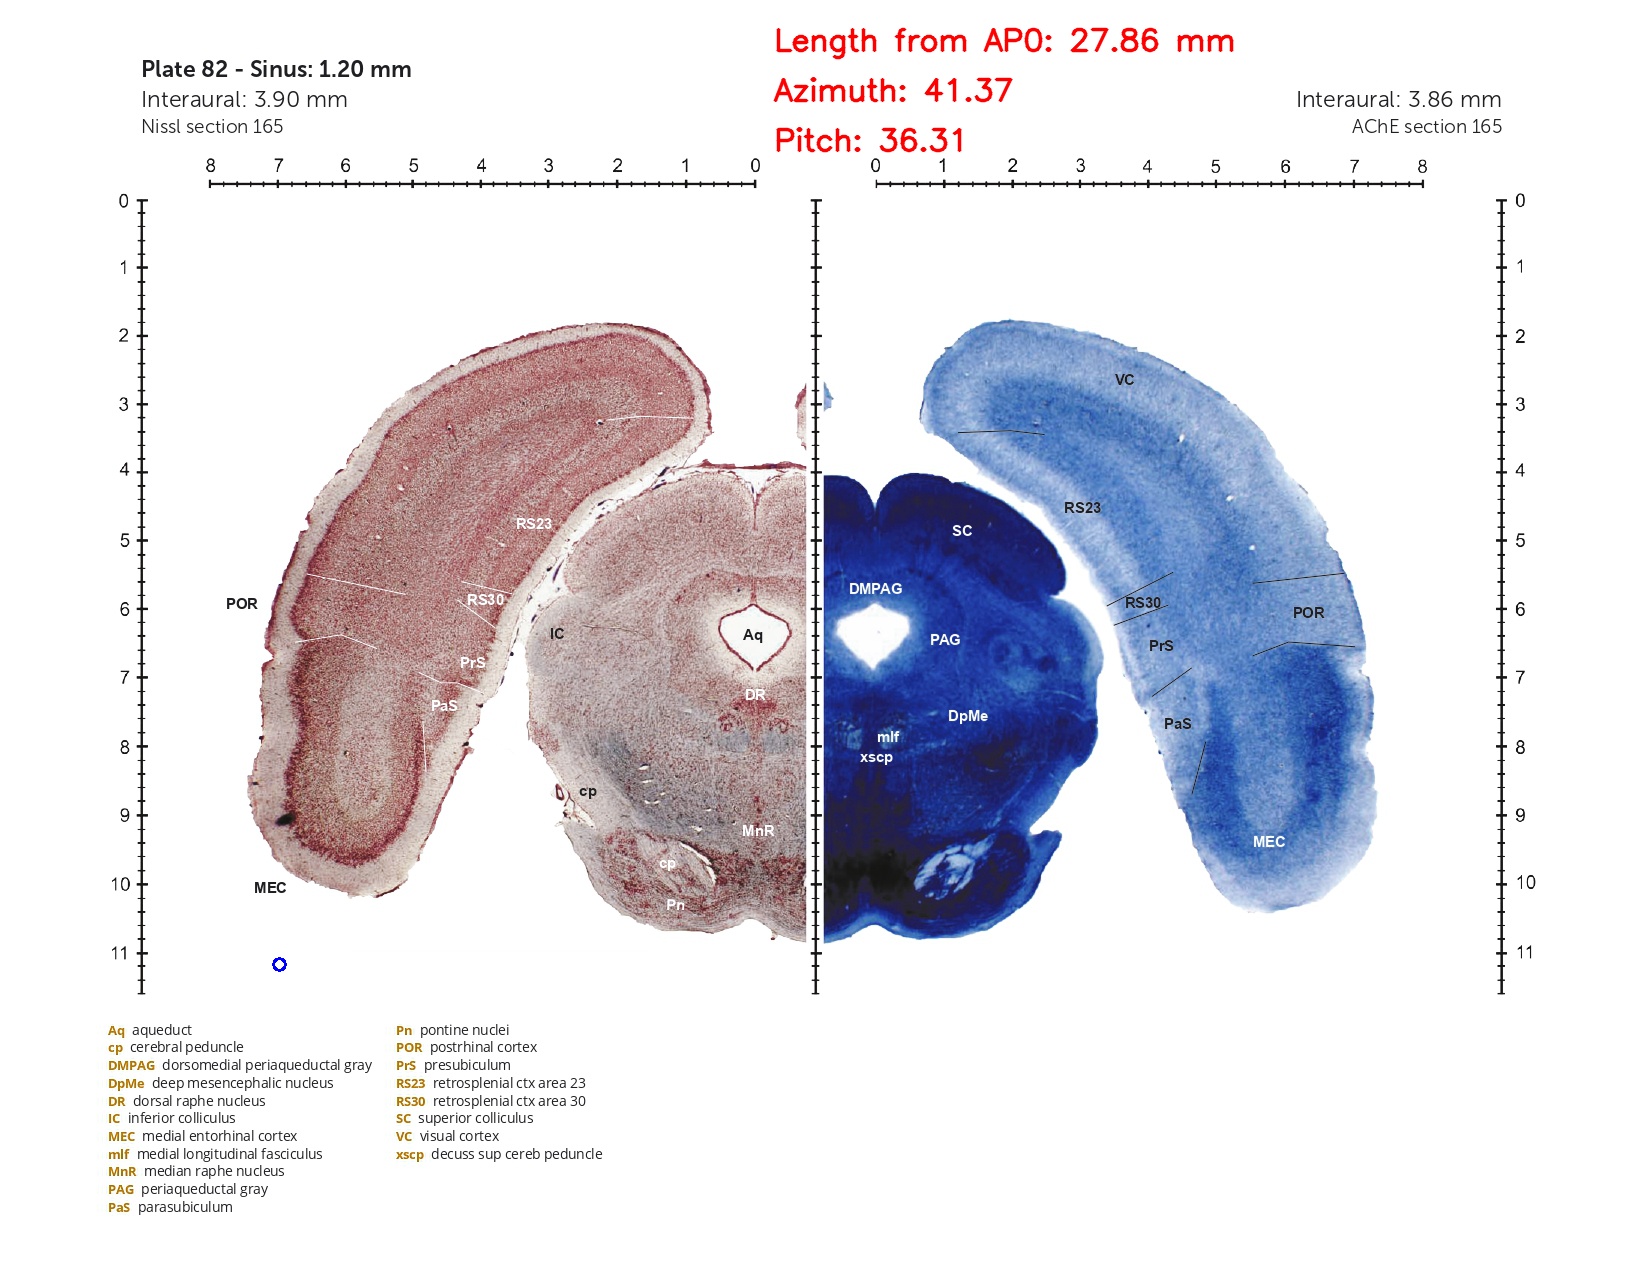 Length from AP0: 27.86 mm
Plate 82 - Sinus: 1.20 mm
Azimuth: 41.37
Interaural: 3.90 mm
Interaural: 3.86 mm
Nissl section 165
AChE section 165
Pitch: 36.31
8 7 6 5 4 3 2 1 0
0 1 2 3 4 5 6 7 8
0 0
1 1
2 2
VC
3 3
4 4
RS23
RS23
SC
5 5
DMPAG
POR
RS30
RS30
6 6
POR
IC
Aq
PAG
PrS
PrS
7 7
DR
PaS
DpMe
PaS
mlf
8 8
xscp
cp
9 9
MnR
MEC
cp
MEC
10 10
Pn
11 11
Aq aqueduct
cp cerebral peduncle
DMPAG dorsomedial periaqueductal gray
DpMe deep mesencephalic nucleus
DR dorsal raphe nucleus
IC inferior colliculus
MEC medial entorhinal cortex
mlf medial longitudinal fasciculus
MnR median raphe nucleus
PAG periaqueductal gray
PaS parasubiculum
Pn pontine nuclei
POR postrhinal cortex
PrS presubiculum
RS23 retrosplenial ctx area 23
RS30 retrosplenial ctx area 30
SC superior colliculus
VC visual cortex
xscp decuss sup cereb peduncle